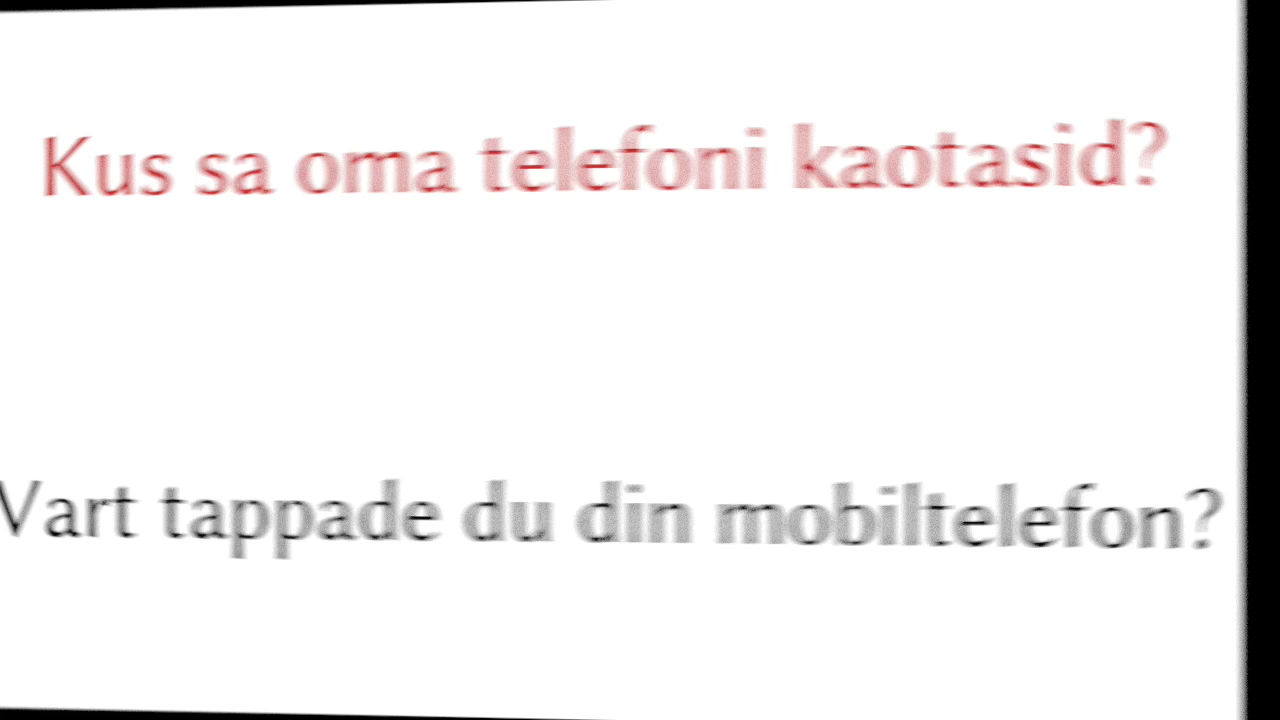 Kus sa oma telefoni kaotasid?
Vart tappade du din mobiltelefon?